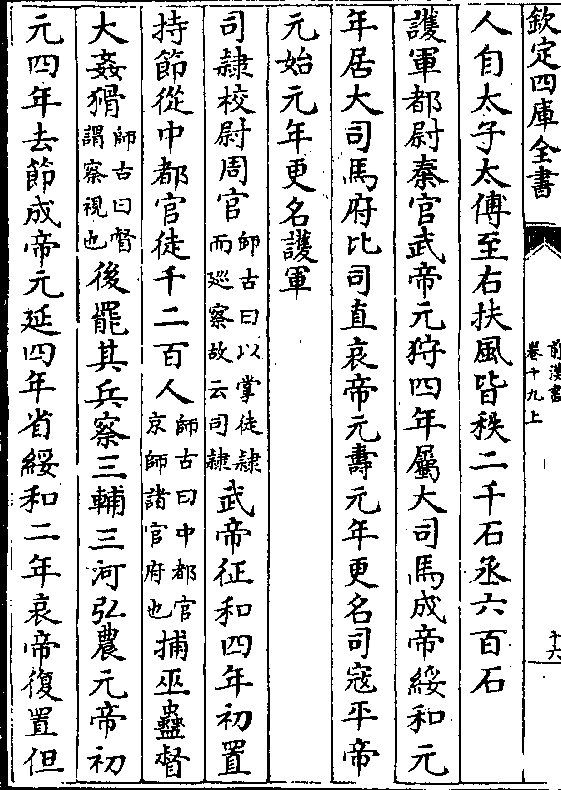 欽定四庫全書
前漢書
卷十九上
十六
人自太子太傅至右扶風皆秩二千石丞六百石
護軍都尉秦官武帝元狩四年屬大司馬成帝綏和元
年居大司馬府比司直哀帝元壽元年更名司寇平帝
元始元年更名護軍
司隷校尉周官師古曰以掌徒隷而廵察故云司隷武帝征和四年初置
持節從中都官徒千二百人師古曰中都官京師諸官府也捕巫蠱督
大姦猾師古曰督謂察視也後罷其兵察三輔三河弘農元帝初
元四年去節成帝元延四年省綏和二年哀帝復置但